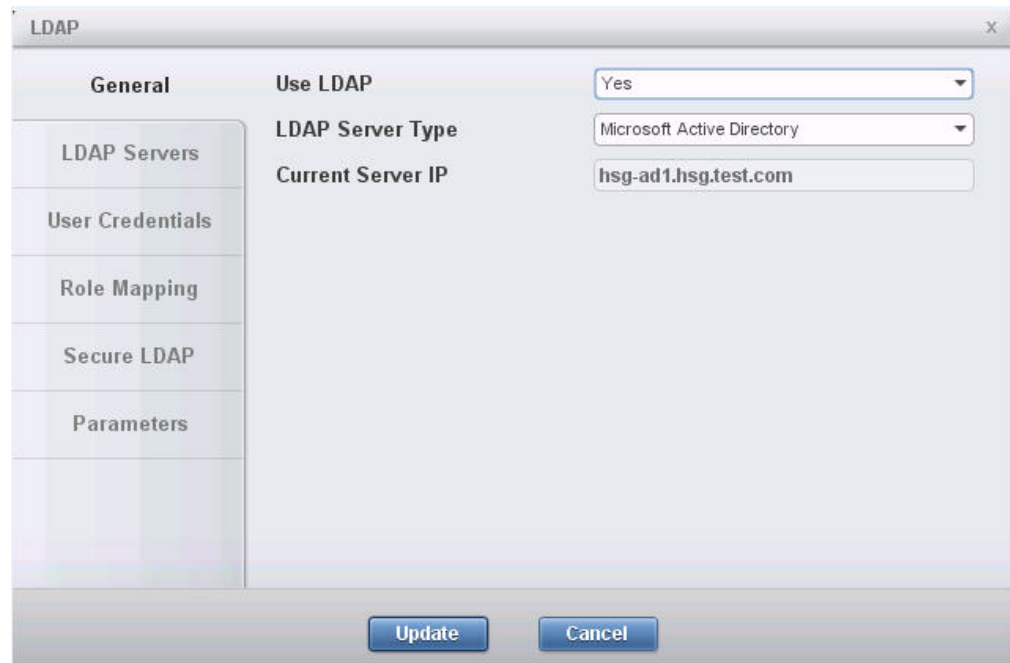 LDAP x
General
LDAP Servers
User Credentials
Role Mapping
Secure LDAP
Parameters
Use LDAP Yes
LDAP Server Type Microsoft Active Directory
Current Server IP hsg-ad1.hsg.test.com
Update Cancel